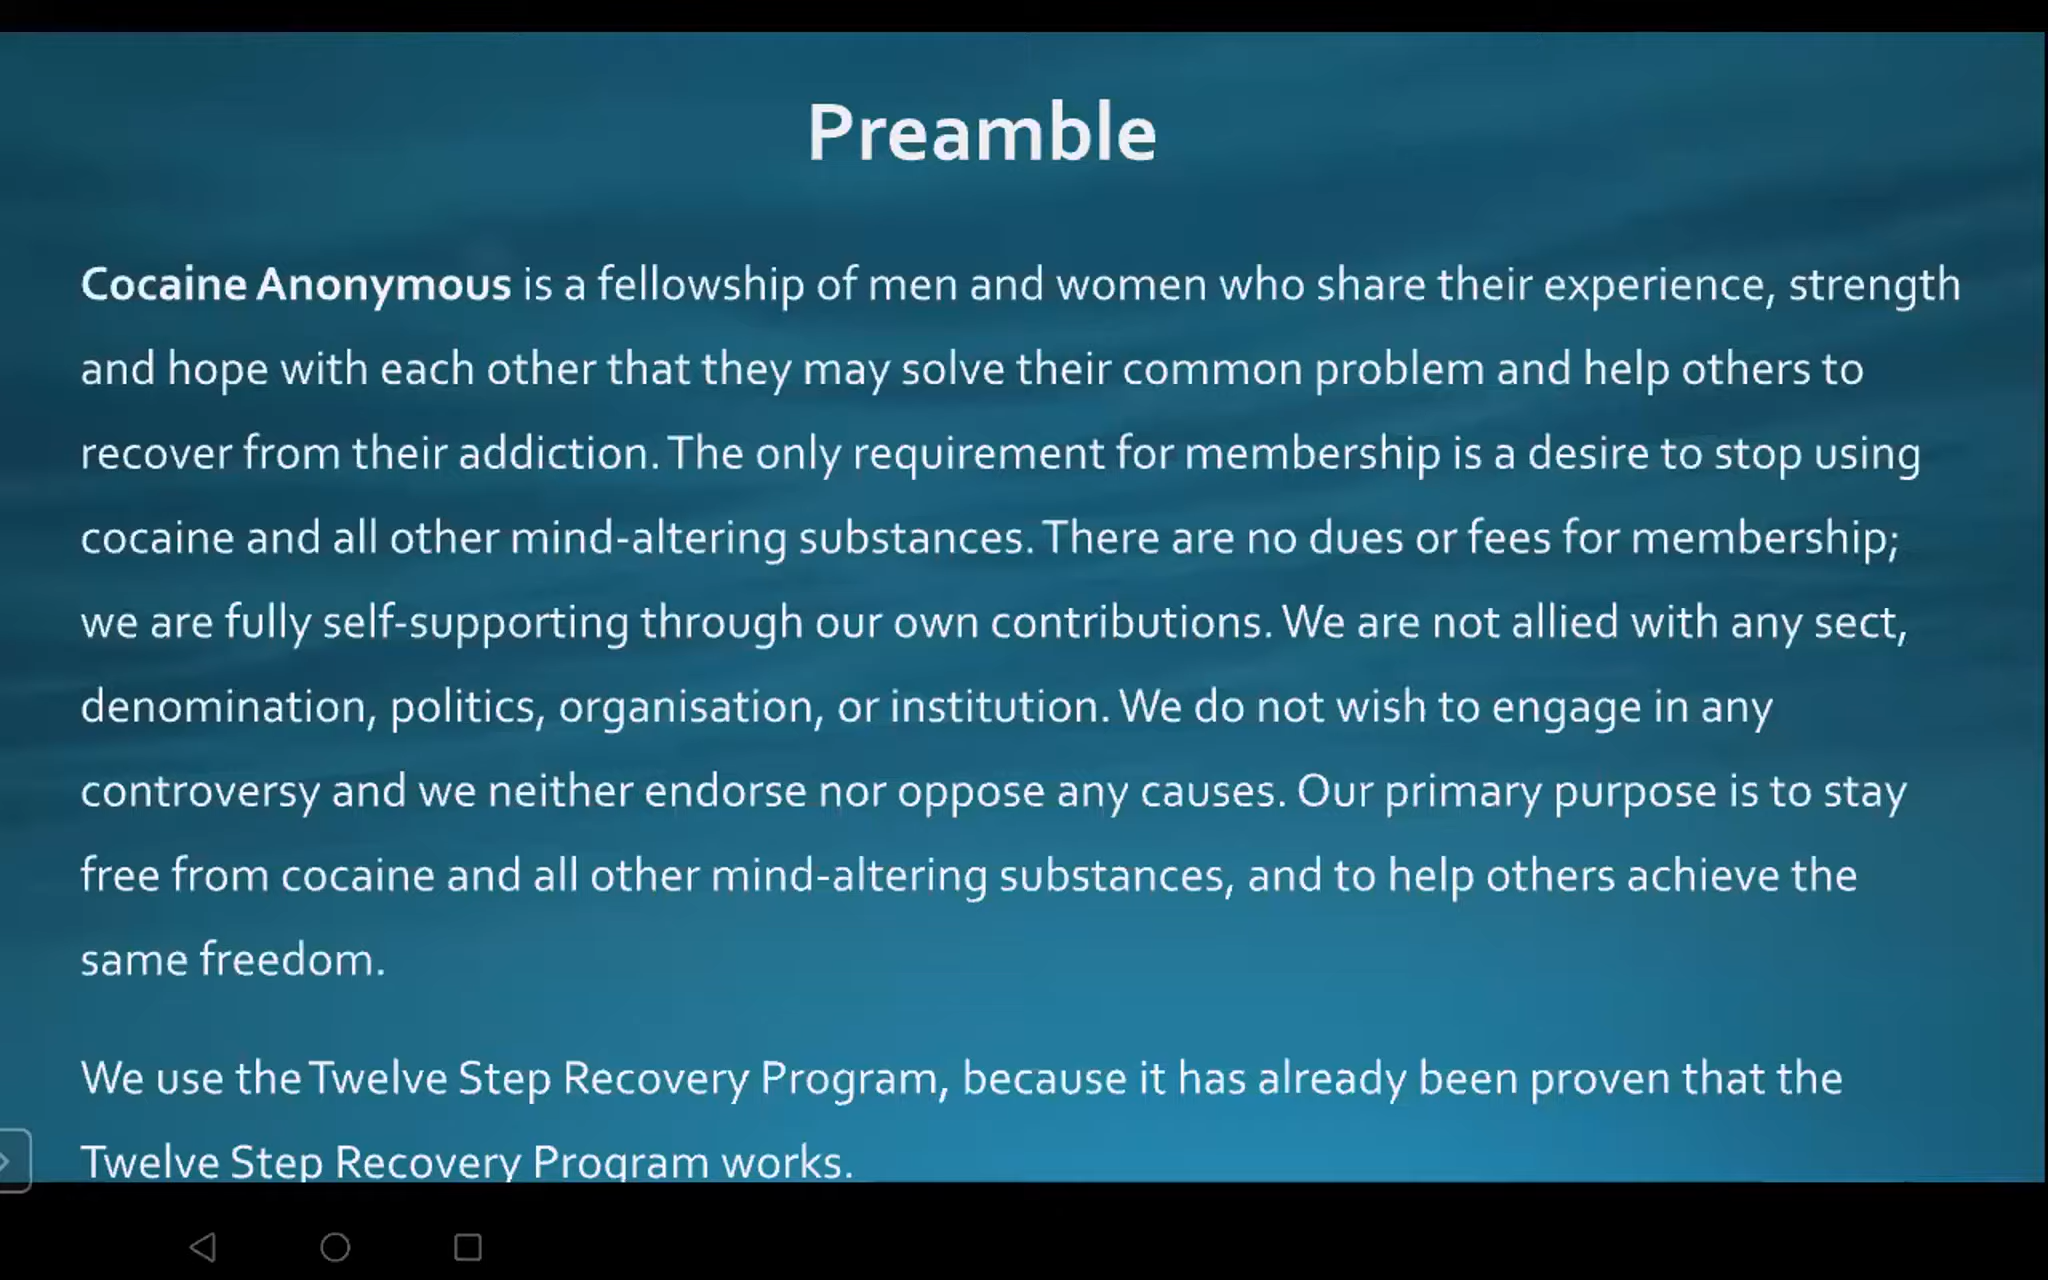 Preamble
Cocaine Anonymous is a fellowship of men and women who share their experience, strength
and hope with each other that they may solve their common problem and help others to
recover from their addiction. The only requirement for membership is a desire to stop using
cocaine and all other mind-altering substances. There are no dues or fees for membership;
we are fully self-supporting through our own contributions. We are not allied with any sect,
denomination, politics, organisation, or institution. We do not wish to engage in any
controversy and we neither endorse nor oppose any causes. Our primary purpose is to stay
free from cocaine and all other mind-altering substances, and to help others achieve the
same freedom.
We use the Twelve Step Recovery Program, because it has already been proven that the
Twelve Step Recovery Program works.